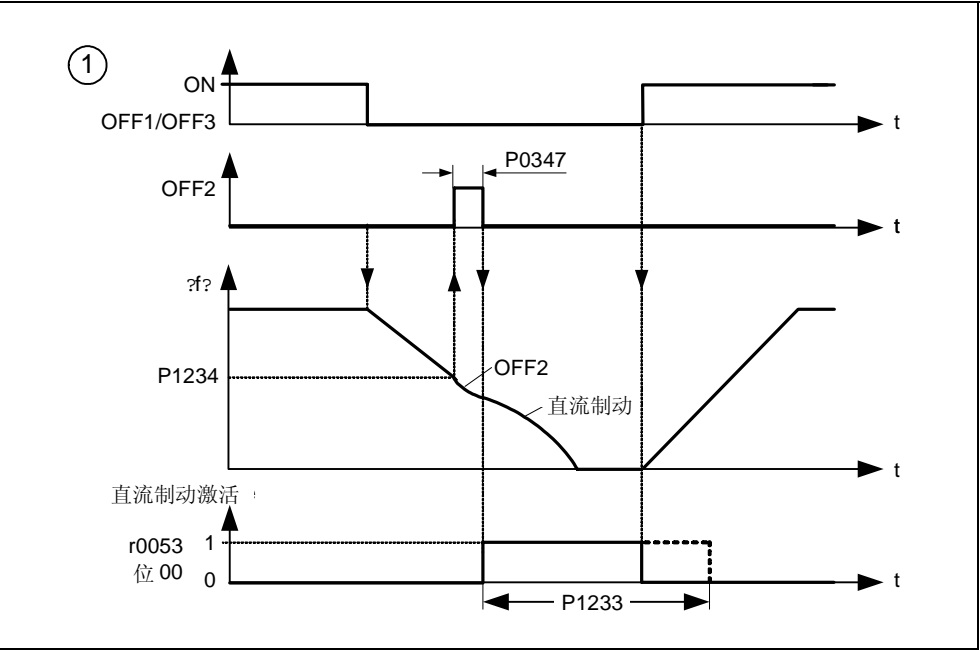 1
ON
OFF1/OFF3
t
P0347
OFF2
t
?f?
P1234
OFF2
直流制动
t
直流制动激活
r0053 1
位 00 0
t
P1233